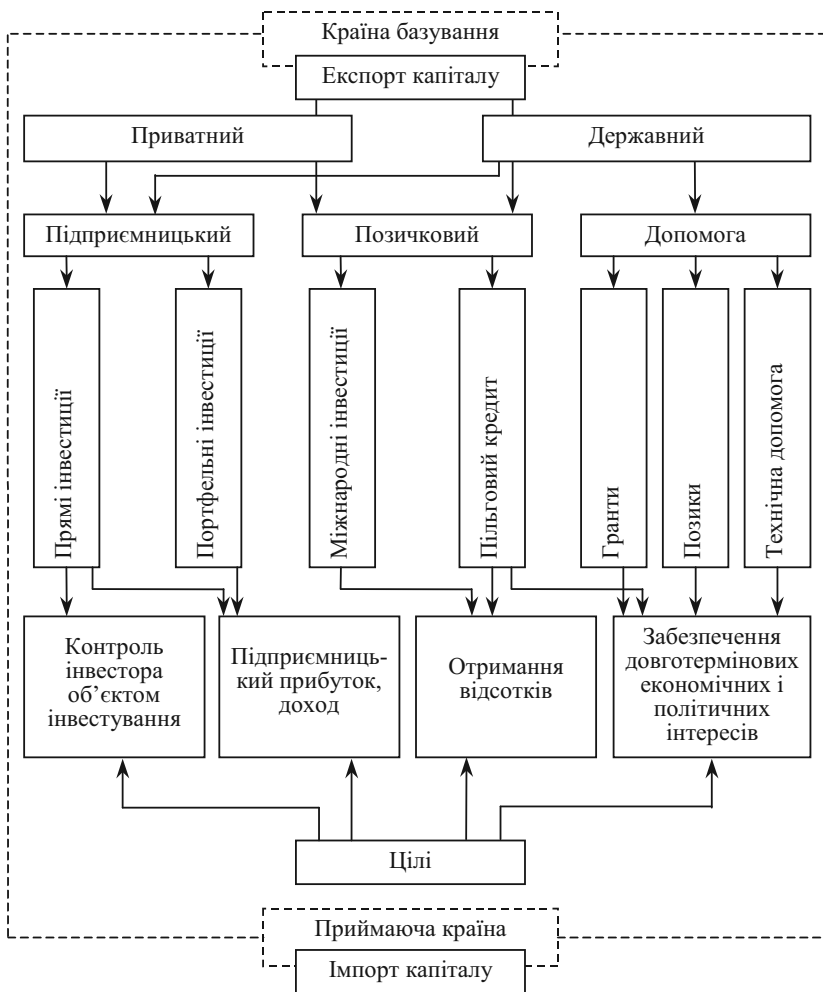 Країна базування
Експорт капіталу
Приватний
Державний
Підприємницький
Позичковий
Допомога
Прямі інвестиції
Портфельні інвестиції
Міжнародні інвестиції
Пільговий кредит
Гранти
Позики
Технічна допомога
Контроль
інвестора
об’єктом
інвестування
Підприємниць-
кий прибуток,
доход
Отримання
відсотків
Забезпечення
довготермінових
економічних і
політичних
інтересів
Цілі
Приймаюча країна
Імпорт капіталу